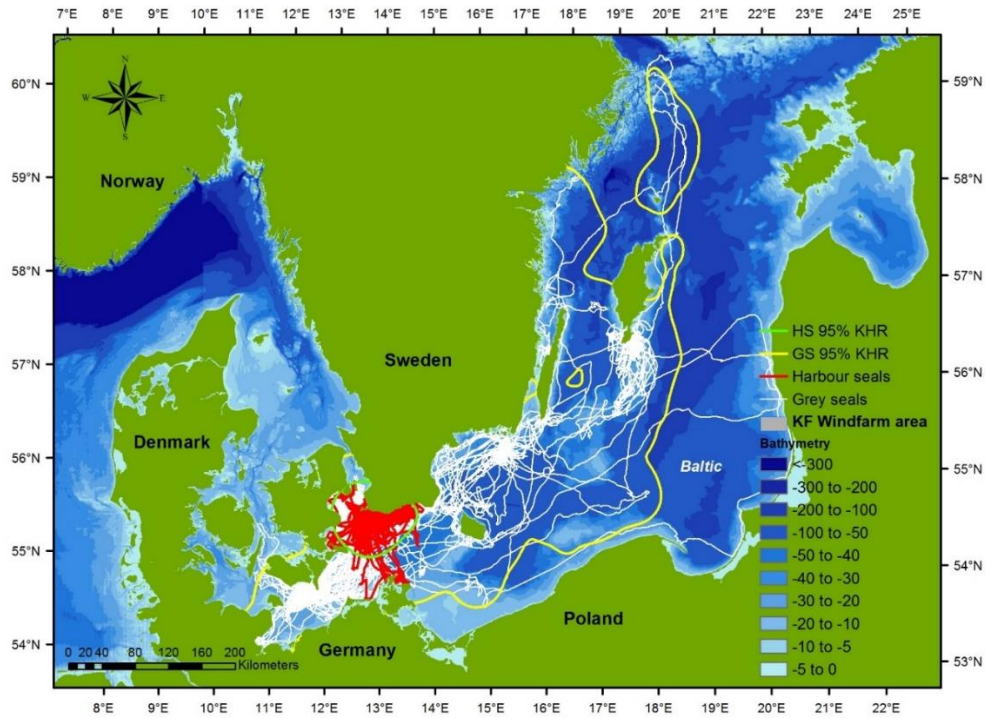 7°E 8°E 9°E 10°E 11°E 12°E 13°E 14°E 15°E 16°E 17°E 18°E 19°E 20°E 21°E 22°E 23°E 24°E 25°E
N
W E
S
60°N
59°N
59°N
Norway
58°N
58°N
57°N
57°N
HS 95% KHR
GS 95% KHR
Harbour seals
Grey seals
KF Windfarm area
Bathymetry
<-300
-300 to -200
-200 to -100
-100 to -50
-50 to -40
-40 to -30
-30 to -20
-20 to -10
-10 to -5
-5 to 0
Sweden
56°N
56°N
Denmark
Baltic
55°N
55°N
54°N
Poland
54°N
Germany
53°N
0 20 40 80 120 160 200
Kilometers
8°E 9°E 10°E 11°E 12°E 13°E 14°E 15°E 16°E 17°E 18°E 19°E 20°E 21°E 22°E